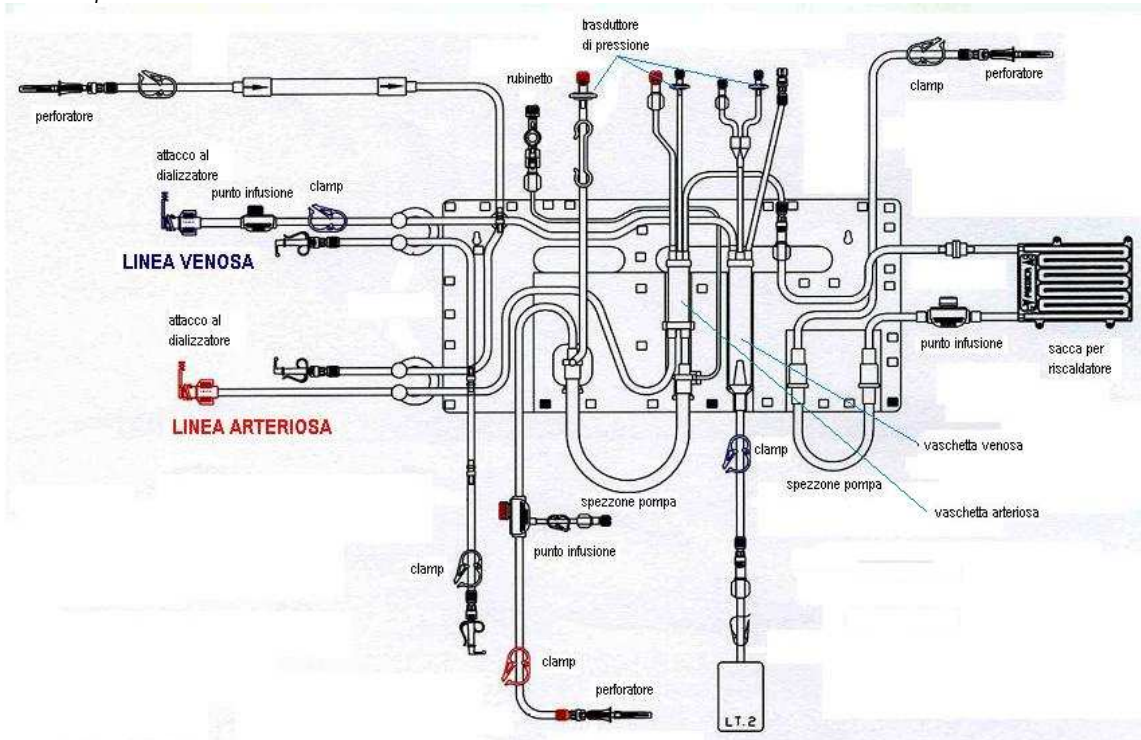 trasduttore
di pressione
rubinetto
clamp
perforatore
perforatore
attacco al
dializzatore
punto infusione
clamp
LINEA VENOSA
MEDICA
punto infusione
sacca per
riscaldatore
attacco al
dializzatore
LINEA ARTERIOSA
vaschetta venosa
clamp
spezzone pompa
spezzone pompa
vaschetta arteriosa
punto infusione
clamp
clamp
perforatore
LT.2